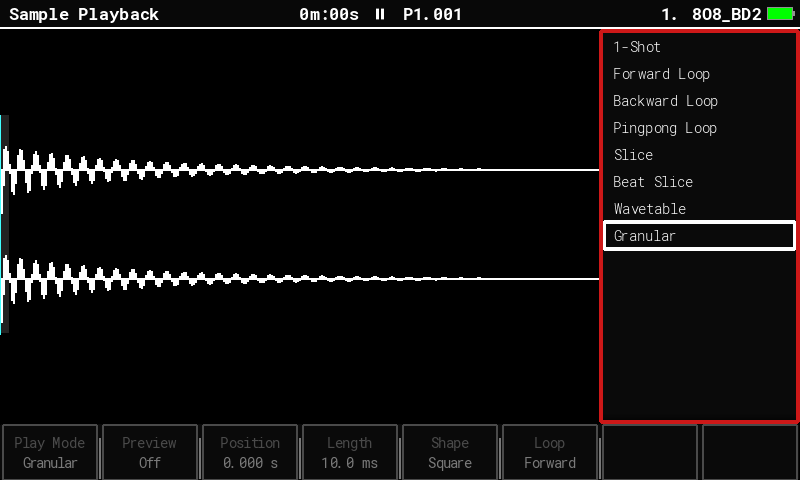 Sample Playback 0m:00s P1.001 1. 808_BD2
1-Shot
Forward Loop
Backward Loop
Pingpong Loop
Slice
Beat Slice
Wavetable
Granular
Play Mode Preview Position Length Shape Loop
Granular Off 0.000 s 10.0 ms Square Forward